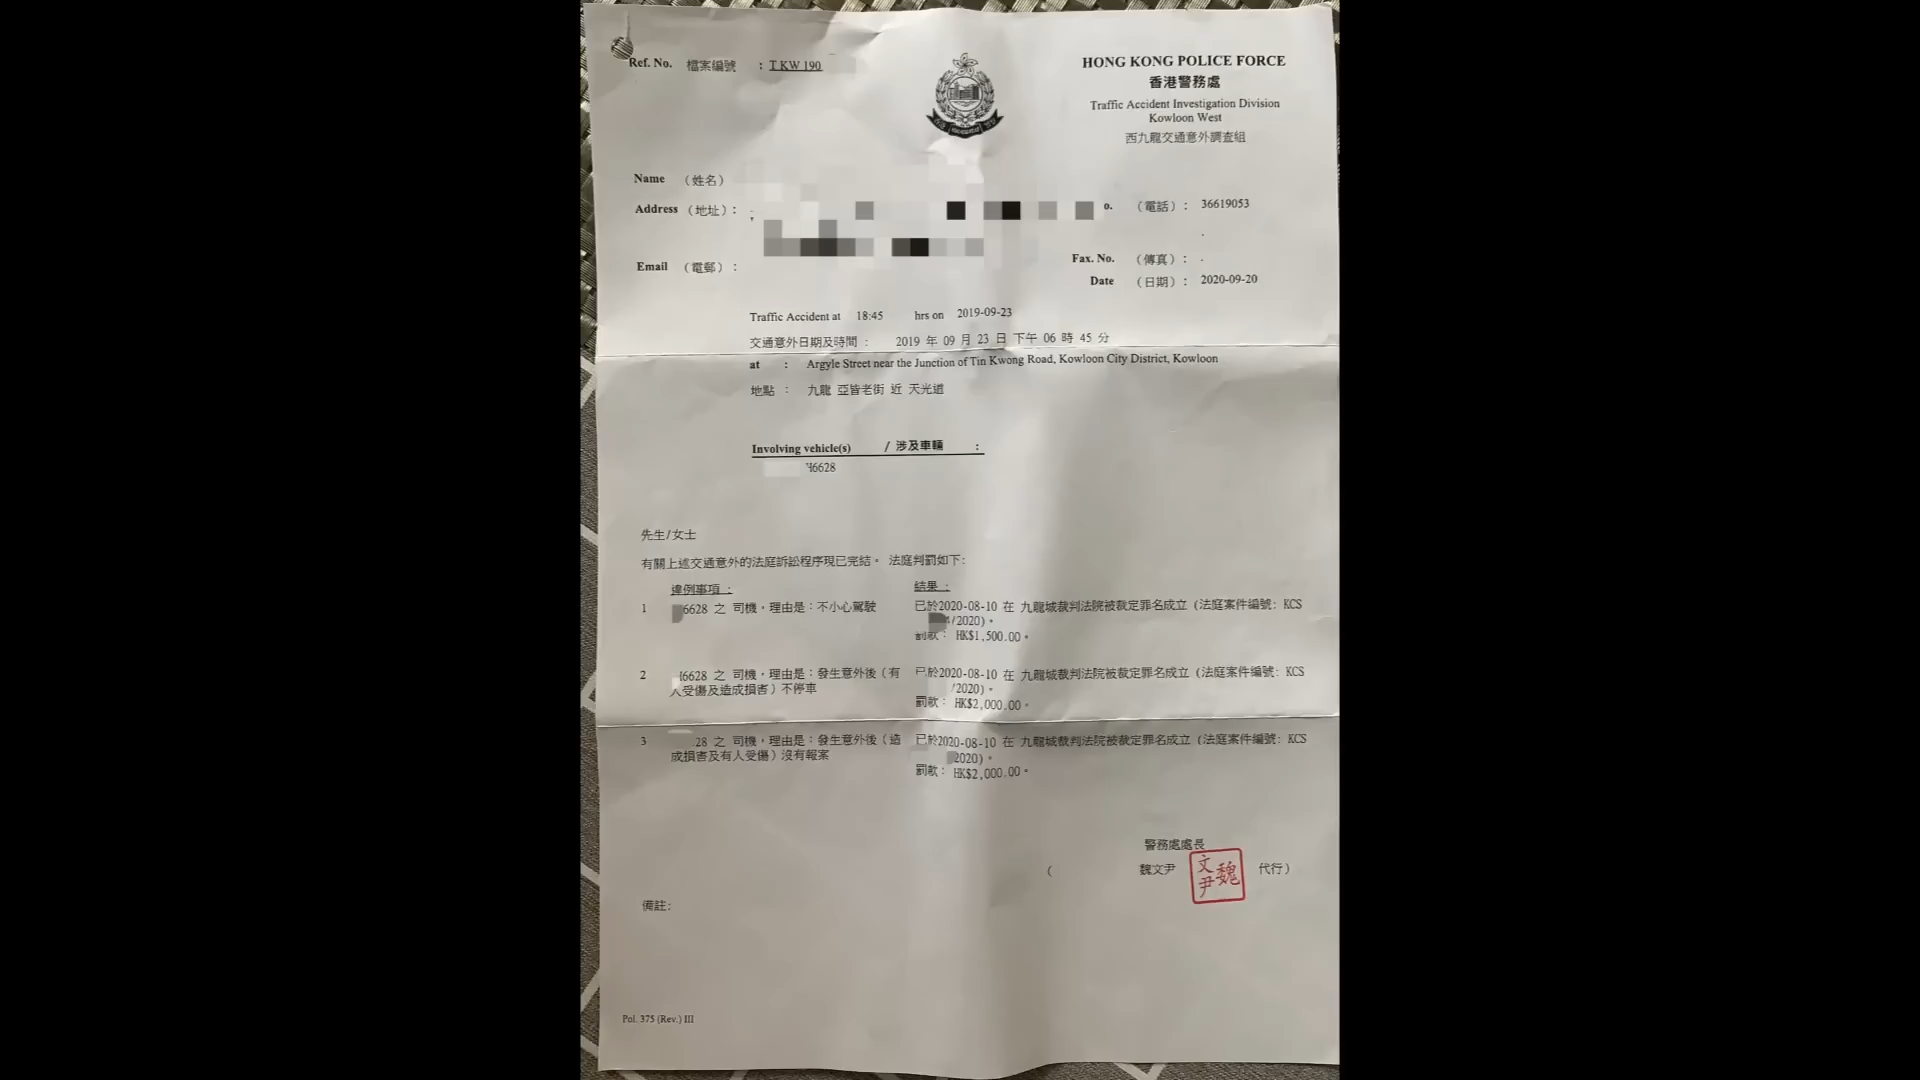 Ref. No. 檔案編號 : TKW 190
HONG KONG POLICE FORCE
香港警務處
Traffic Accident Investigation Division
Kowloon West
西九龍交通意外調查組
Name (姓名)
Address (地址) :
o. (電話) : 36619053
Email (電郵) :
Fax. No. (傳真) : .
Date (日期) : 2020-09-20
Traffic Accident at 18:45 hrs on 2019-09-23
交通意外日期及時間 : 2019 年 09 月 23 日 下午 06 時 45 分
at : Argyle Street near the Junction of Tin Kwong Road, Kowloon City District, Kowloon
地點 : 九龍 亞皆老街 近 天光道
Involving vehicle(s) / 涉及車輛 :
6628
先生/女士
有關上述交通意外的法庭訴訟程序現已完結。 法庭判罰如下:
違例事項 : 結果 :
1 6628 之 司機，理由是：不小心駕駛 已於2020-08-10 在 九龍城裁判法院被裁定罪名成立 (法庭案件編號: KCS
/2020)。
罰款： HK$1,500.00。
2 6628 之 司機，理由是：發生意外後（有 已於2020-08-10 在 九龍城裁判法院被裁定罪名成立 (法庭案件編號: KCS
人受傷及造成損害）不停車 /2020)。
罰款： HK$2,000.00。
3 28 之 司機，理由是：發生意外後（造 已於2020-08-10 在 九龍城裁判法院被裁定罪名成立 (法庭案件編號: KCS
成損害及有人受傷）沒有報案 2020)。
罰款： HK$2,000.00。
警務處處長
( 魏文尹 代行)
魏文尹
備註:
Pol. 375 (Rev.) III